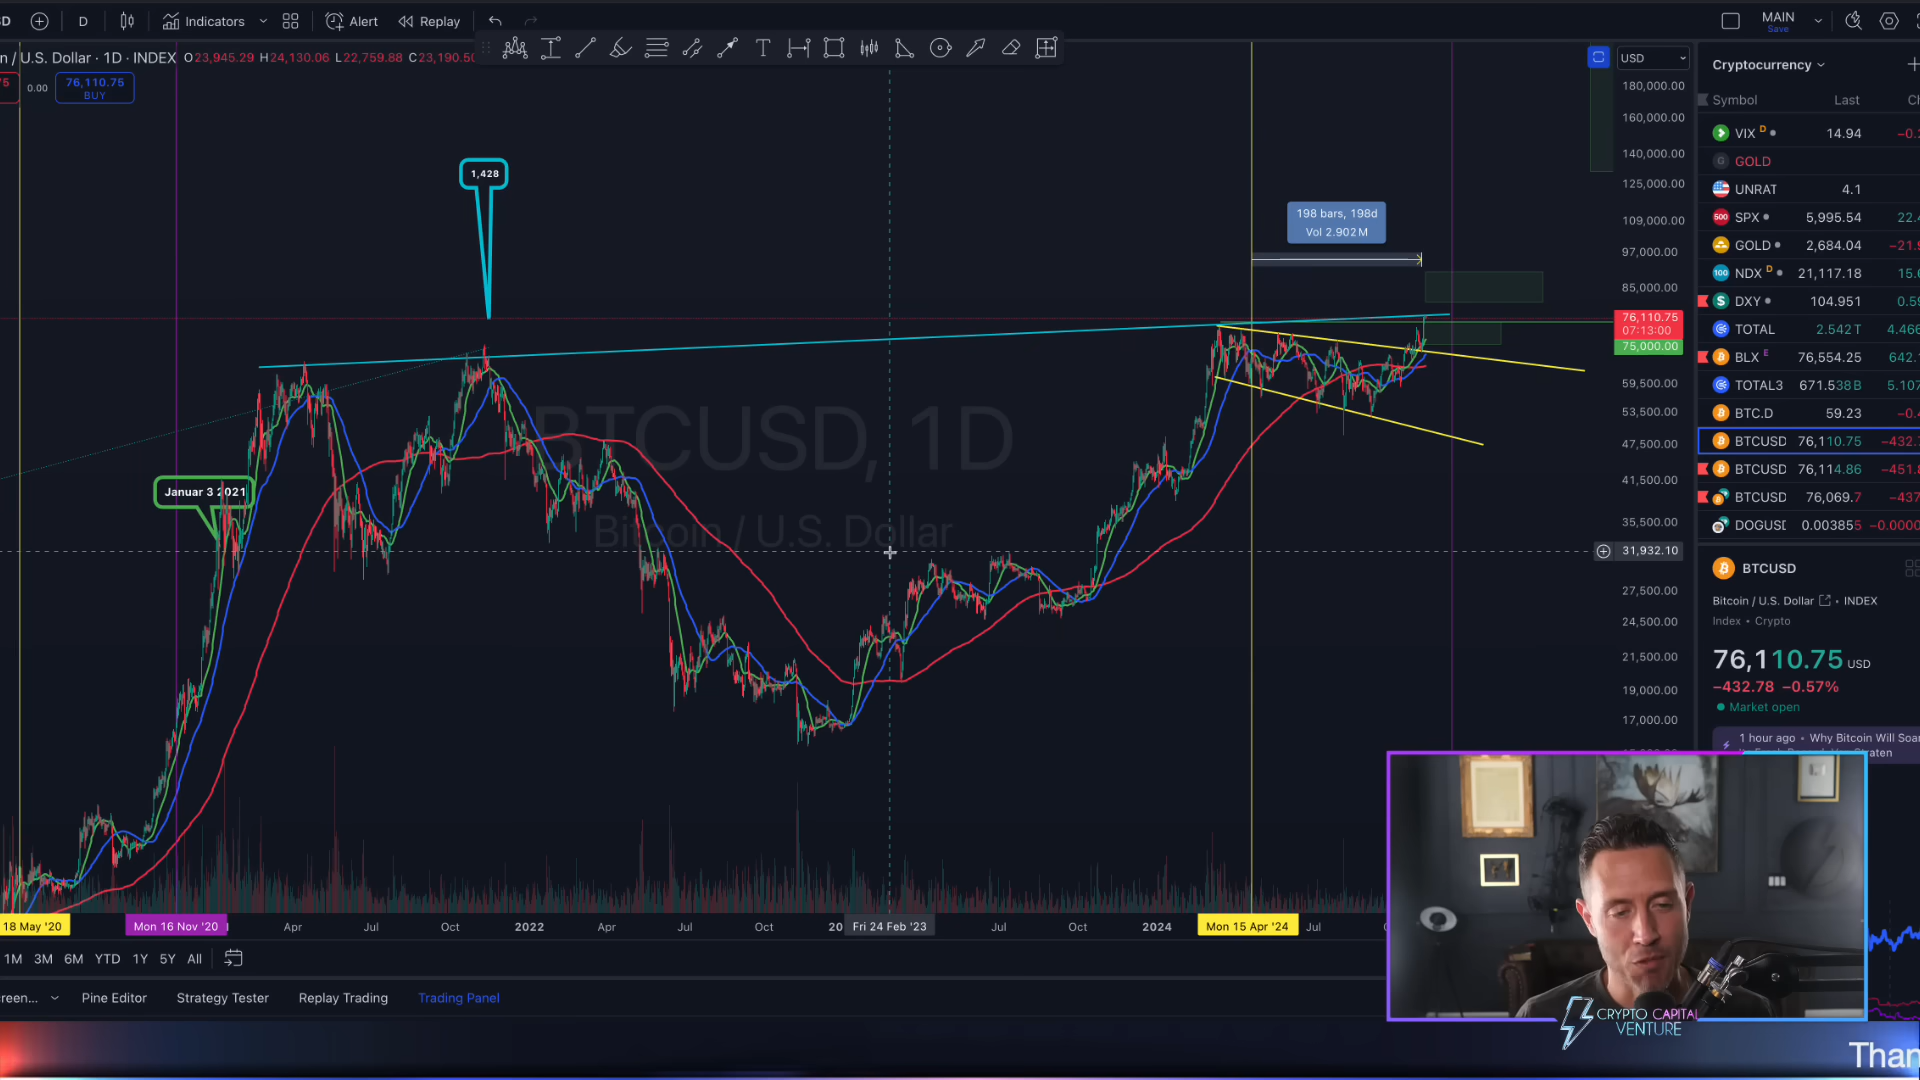 D
Indicators
Alert
Replay
MAIN
Save
/ U.S. Dollar · 1D · INDEX O23,945.29 H24,130.06 L22,759.88 C23,190.50
0.00
76,110.75
BUY
USD
180,000.00
160,000.00
140,000.00
125,000.00
109,000.00
97,000.00
85,000.00
76,110.75
07:13:00
75,000.00
59,500.00
53,500.00
47,500.00
41,500.00
35,500.00
31,932.10
27,500.00
24,500.00
21,500.00
19,000.00
17,000.00
1,428
198 bars, 198d
Vol 2.902M
Januar 3 2021
BTCUSD, 1D
Bitcoin / U.S. Dollar
18 May '20
Mon 16 Nov '20
Apr
Jul
Oct
2022
Apr
Jul
Oct
20
Fri 24 Feb '23
Jul
Oct
2024
Mon 15 Apr '24
Jul
1M 3M 6M YTD 1Y 5Y All
Pine Editor
Strategy Tester
Replay Trading
Trading Panel
Cryptocurrency
Symbol Last
VIX D 14.94
GOLD
UNRAT 4.1
SPX 5,995.54
GOLD 2,684.04
NDX D 21,117.18
DXY 104.951
TOTAL 2.542T
BLX E 76,554.25
TOTAL3 671.538B
BTC.D 59.23
BTCUSD 76,110.75
BTCUSD 76,114.86
BTCUSD 76,069.7
DOGUSD 0.003855
BTCUSD
Bitcoin / U.S. Dollar • INDEX
Index • Crypto
76,110.75 USD
−432.78 −0.57%
Market open
1 hour ago • Why Bitcoin Will Soar
CRYPTO CAPITAL
VENTURE